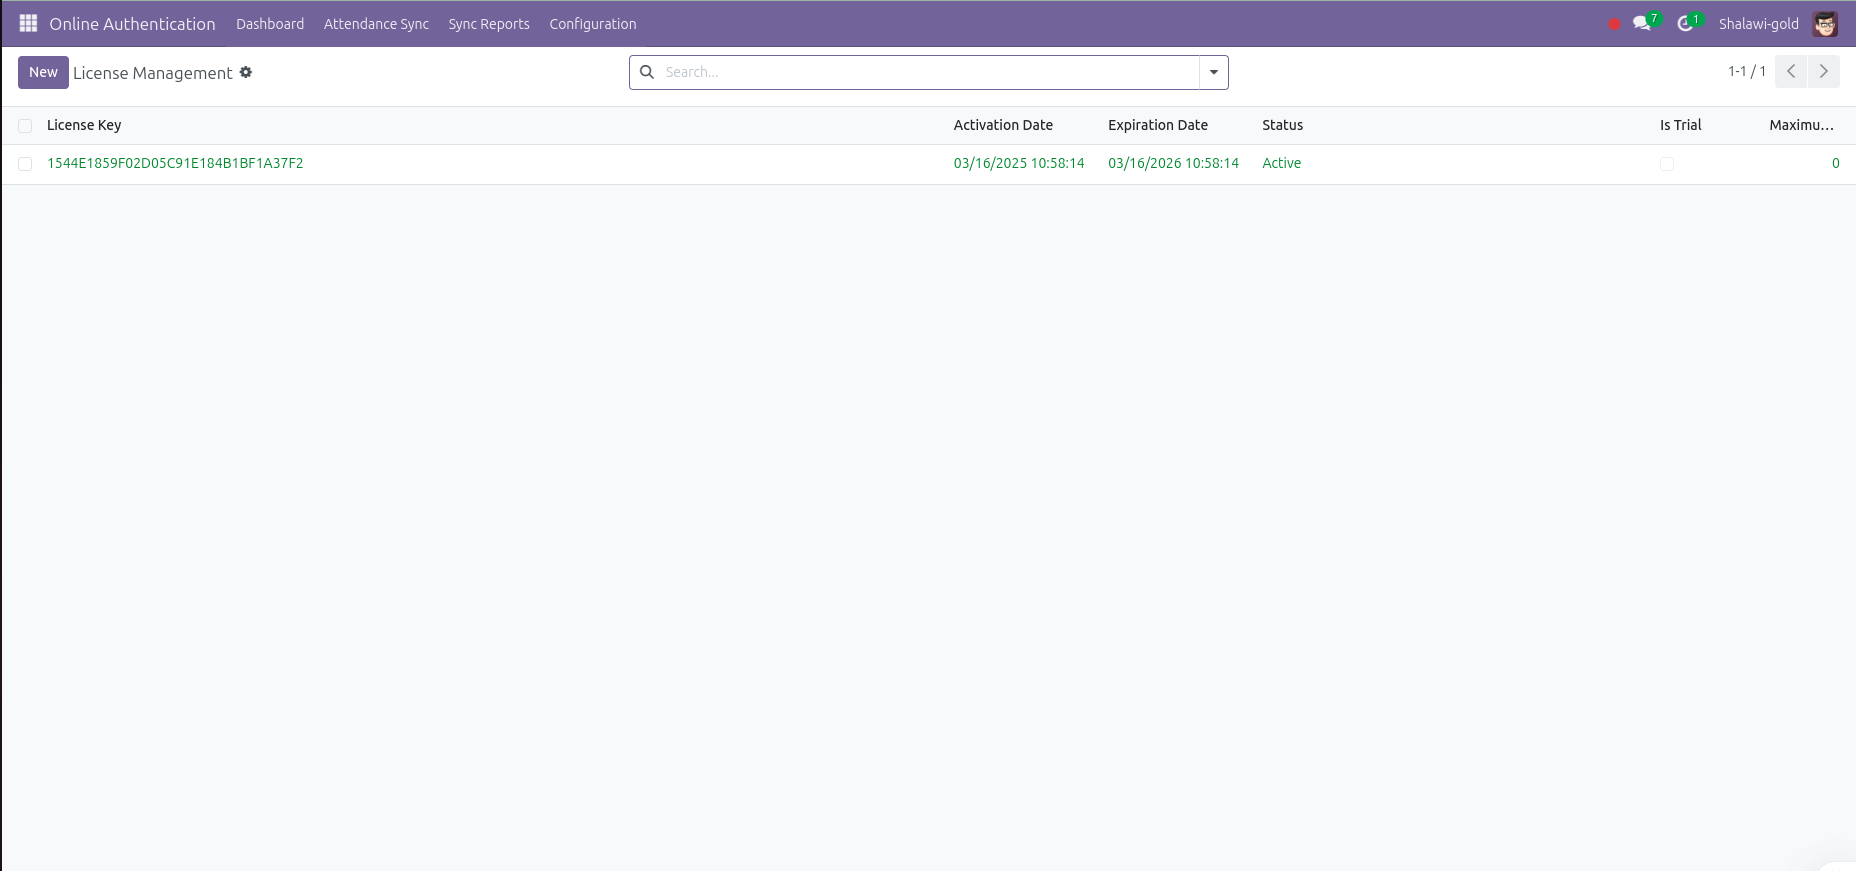 Online Authentication Dashboard Attendance Sync Sync Reports Configuration 7 1 Shalawi-gold
New License Management Search... 1-1 / 1
License Key Activation Date Expiration Date Status Is Trial Maximu...
1544E1859F02D05C91E184B1BF1A37F2 03/16/2025 10:58:14 03/16/2026 10:58:14 Active 0